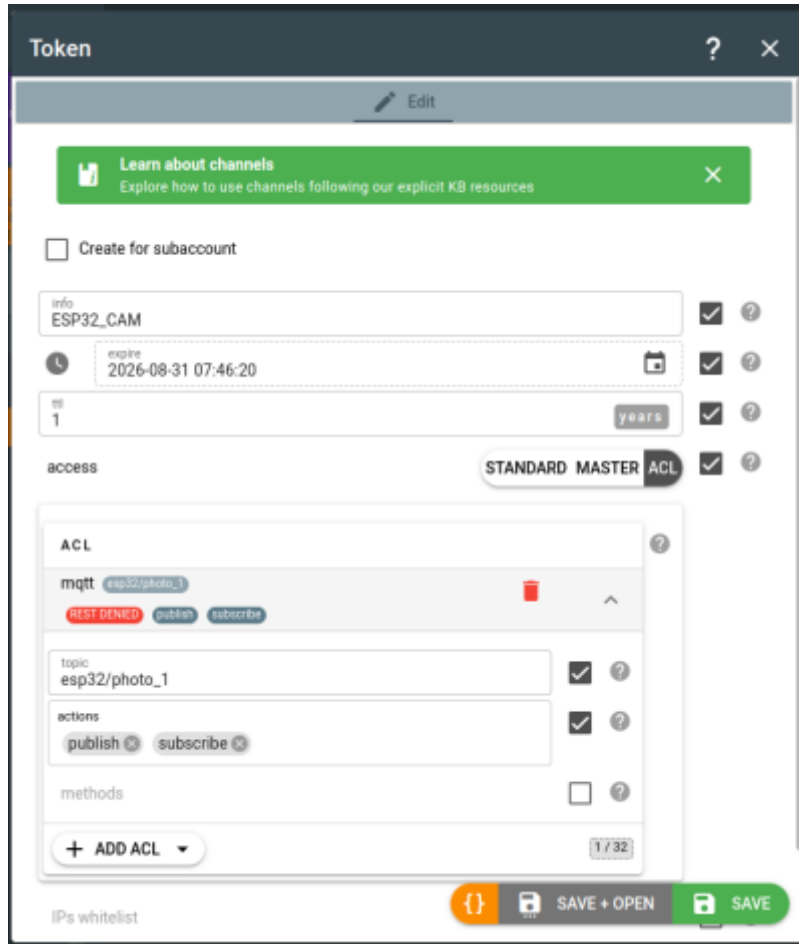 Token ? ×
Edit
Learn about channels
Explore how to use channels following our explicit KB resources
Create for subaccount
info
ESP32_CAM
expire
2026-08-31 07:46:20
ttl
1 years
access STANDARD MASTER ACL
ACL
mqtt esp32/photo_1
REST DENIED publish subscribe
topic
esp32/photo_1
actions
publish subscribe
methods
+ ADD ACL 1 / 32
IPs whitelist {} SAVE + OPEN SAVE